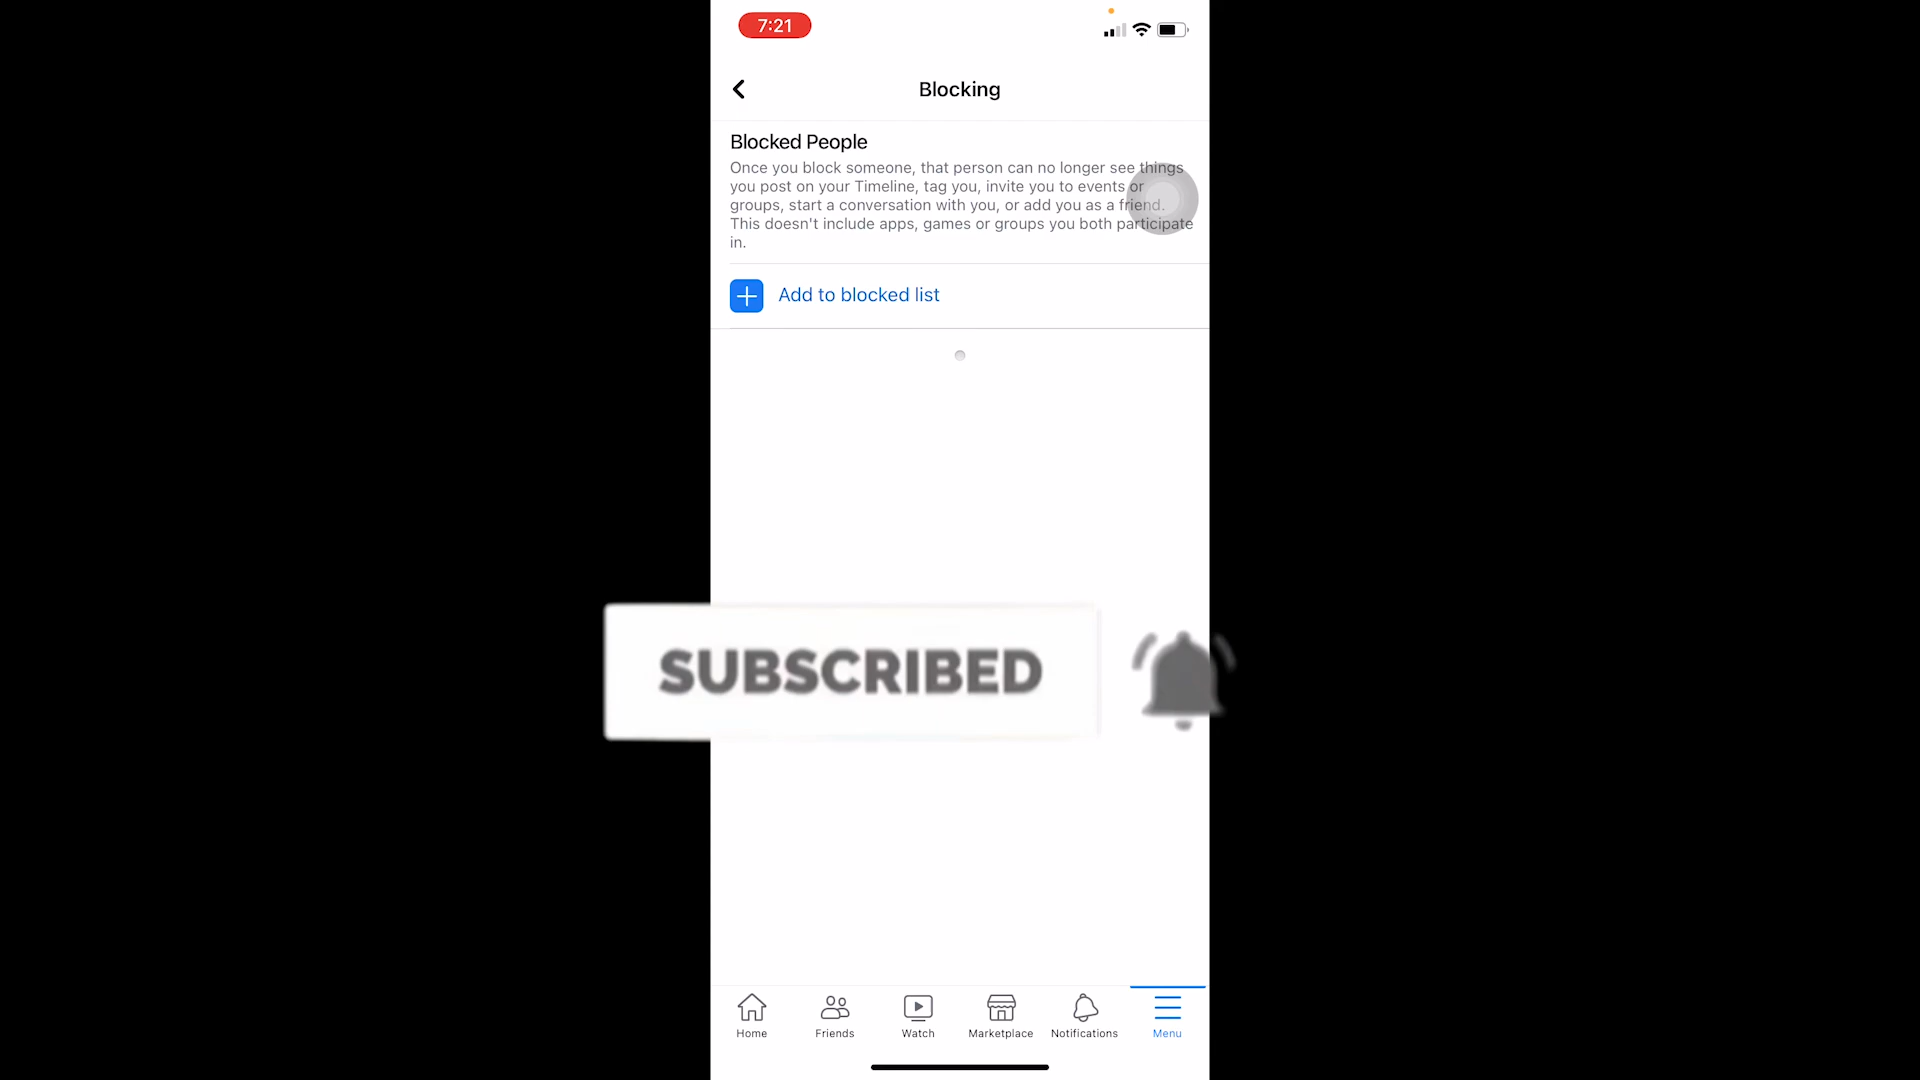 7:21
Blocking
Blocked People
Once you block someone, that person can no longer see things
you post on your Timeline, tag you, invite you to events or
groups, start a conversation with you, or add you as a friend.
This doesn't include apps, games or groups you both participate
in.
Add to blocked list
SUBSCRIBED
Home
Friends
Watch
Marketplace
Notifications
Menu